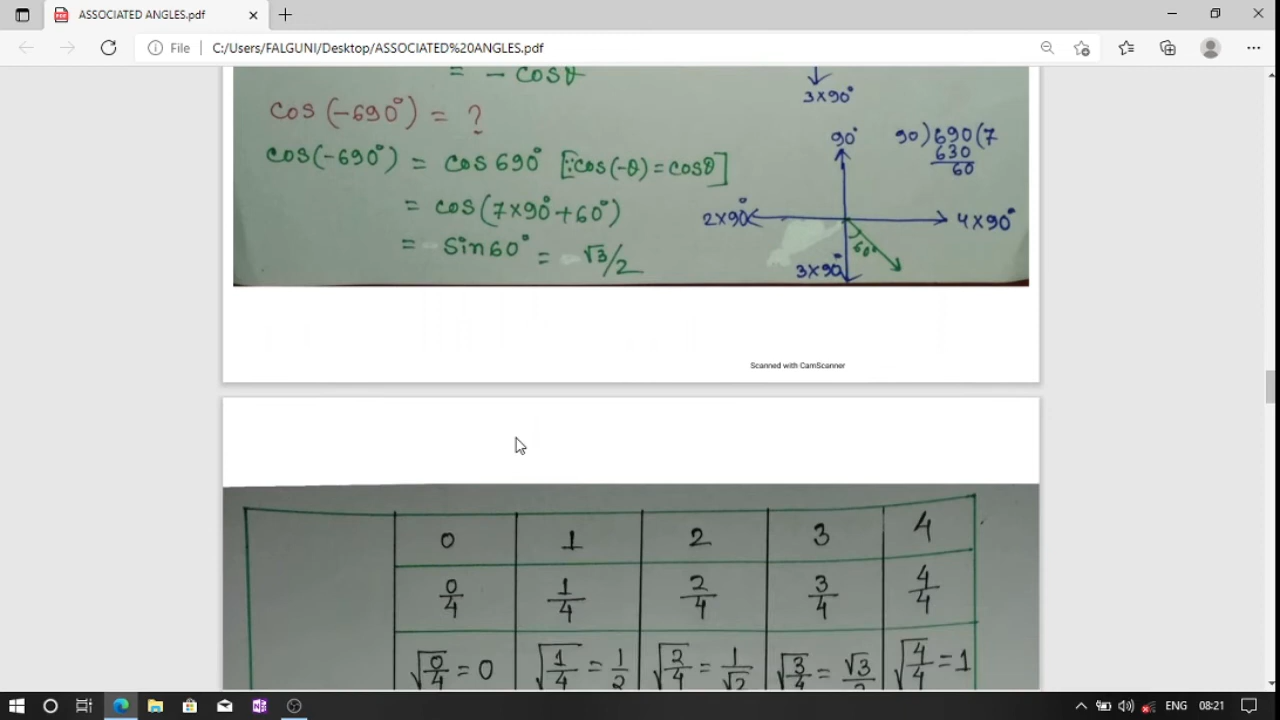 ASSOCIATED ANGLES.pdf
File C:/Users/FALGUNI/Desktop/ASSOCIATED%20ANGLES.pdf
= - cosθ
3×90°
cos(-690°) = ?
90°
90)690(7
630
60
cos(-690°) = cos 690° [∵cos(-θ) = cosθ]
= cos(7×90°+60°)
2×90°
4×90°
= sin60° = √3/2
60°
3×90°
Scanned with CamScanner
0 1 2 3 4
0/4 1/4 2/4 3/4 4/4
√0/4 = 0 √1/4 = 1/2 √2/4 = 1/√2 √3/4 = √3/2 √4/4 = 1
ENG 08:21